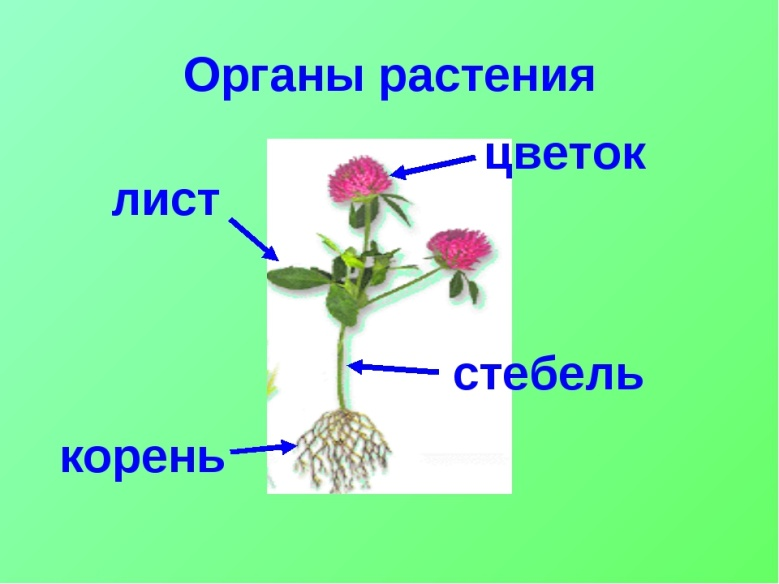 Органы растения
цветок
лист
стебель
корень